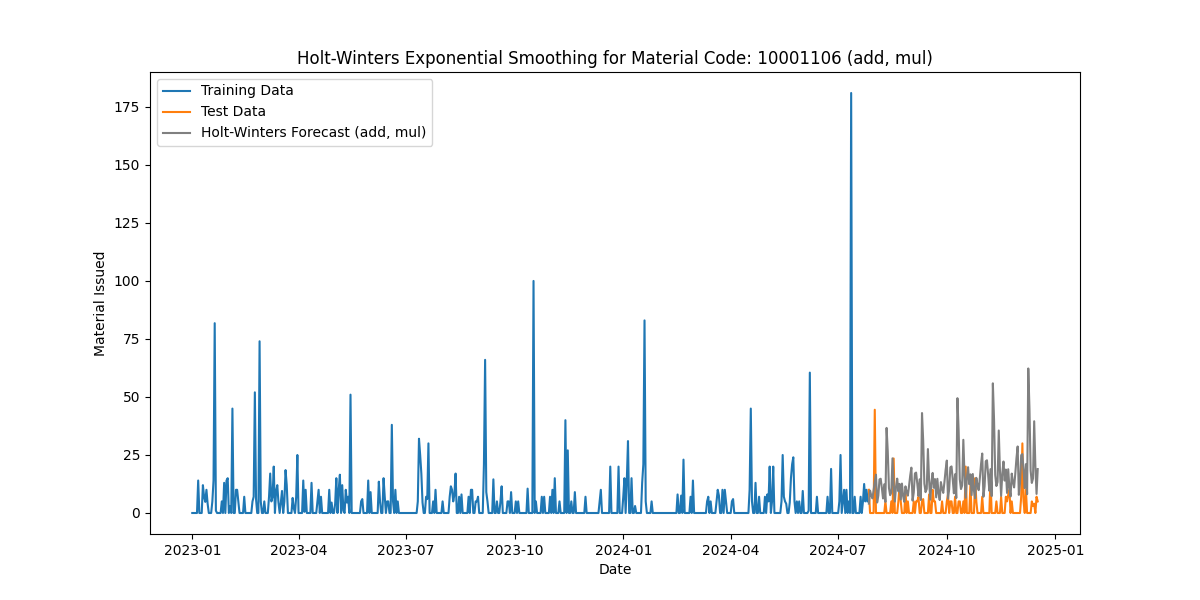 Holt-Winters Exponential Smoothing for Material Code: 10001106 (add, mul)
Training Data
Test Data
Holt-Winters Forecast (add, mul)
Material Issued
175
150
125
100
75
50
25
0
2023-01 2023-04 2023-07 2023-10 2024-01 2024-04 2024-07 2024-10 2025-01
Date